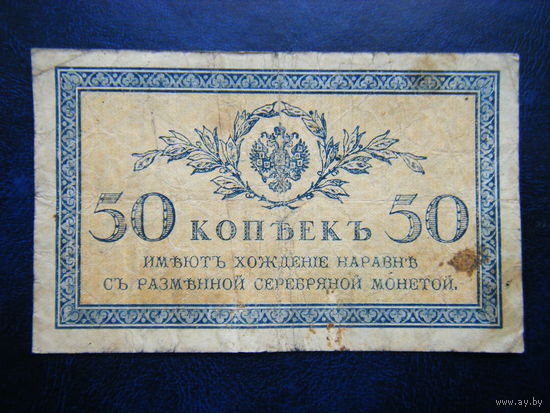 50 КОПѢЕКЪ 50
ИМѢЮТЪ ХОЖДЕНІЕ НАРАВНѢ
СЪ РАЗМѢННОЙ СЕРЕБРЯНОЙ МОНЕТОЙ.
www.ay.by